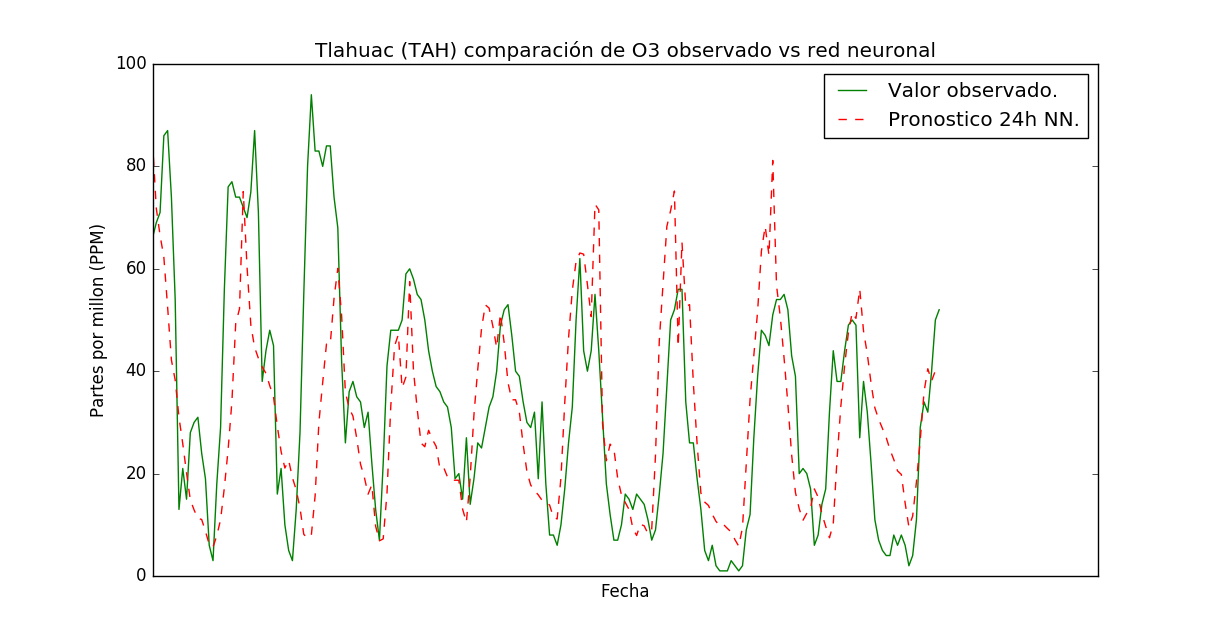 Tlahuac (TAH) comparación de O3 observado vs red neuronal
100
80
60
40
20
0
Partes por millon (PPM)
Fecha
Valor observado.
Pronostico 24h NN.